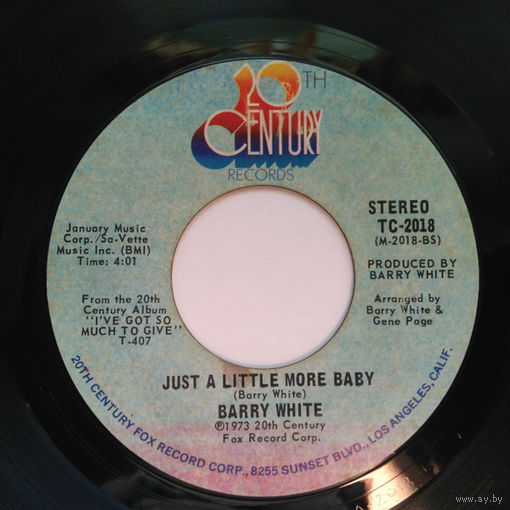 20TH
CENTURY
RECORDS
January Music
Corp./Sa-Vette
Music Inc. (BMI)
Time: 4:01
From the 20th
Century Album
"I'VE GOT SO
MUCH TO GIVE"
T-407
STEREO
TC-2018
(M-2018-BS)
PRODUCED BY
BARRY WHITE
Arranged by
Barry White &
Gene Page
JUST A LITTLE MORE BABY
(Barry White)
BARRY WHITE
℗1973 20th Century
Fox Record Corp.
20TH CENTURY FOX RECORD CORP., 8255 SUNSET BLVD., LOS ANGELES, CALIF.
www.ay.by